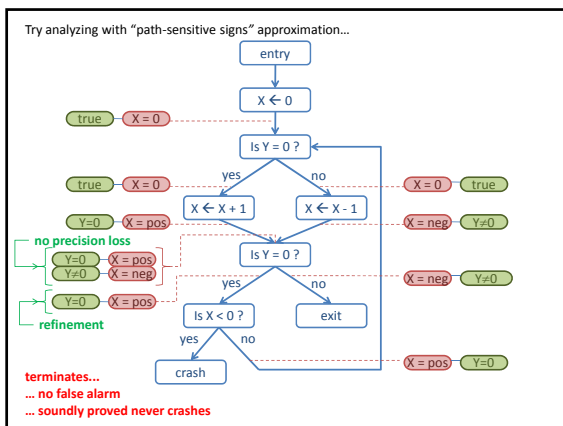 Try analyzing with “path-sensitive signs” approximation…
entry
X ← 0
true X = 0
Is Y = 0 ?
yes no
true X = 0
X = 0 true
X ← X + 1 X ← X - 1
Y=0 X = pos
X = neg Y≠0
no precision loss
Is Y = 0 ?
Y=0 X = pos
Y≠0 X = neg
yes no
X = neg Y≠0
Y=0 X = pos
Is X < 0 ? exit
refinement
yes no
X = pos Y=0
crash
terminates...
... no false alarm
... soundly proved never crashes